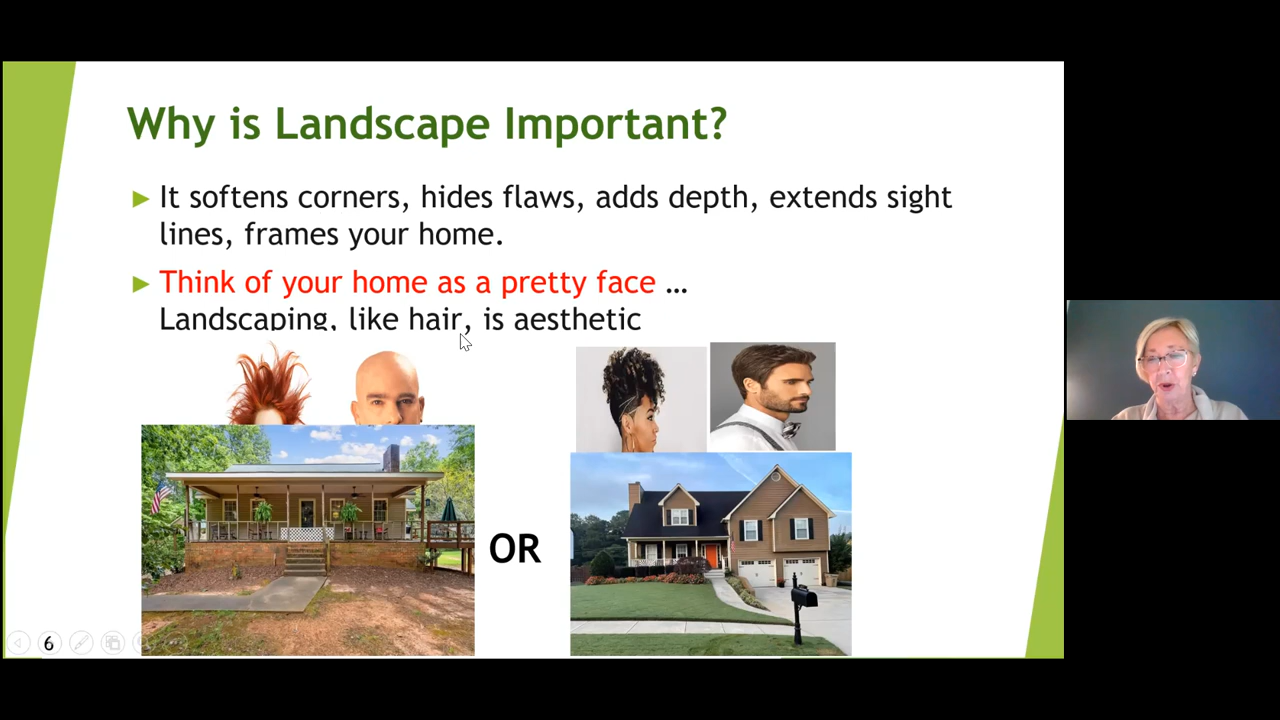 Why is Landscape Important?
It softens corners, hides flaws, adds depth, extends sight
lines, frames your home.
Think of your home as a pretty face …
Landscaping, like hair, is aesthetic
OR
6